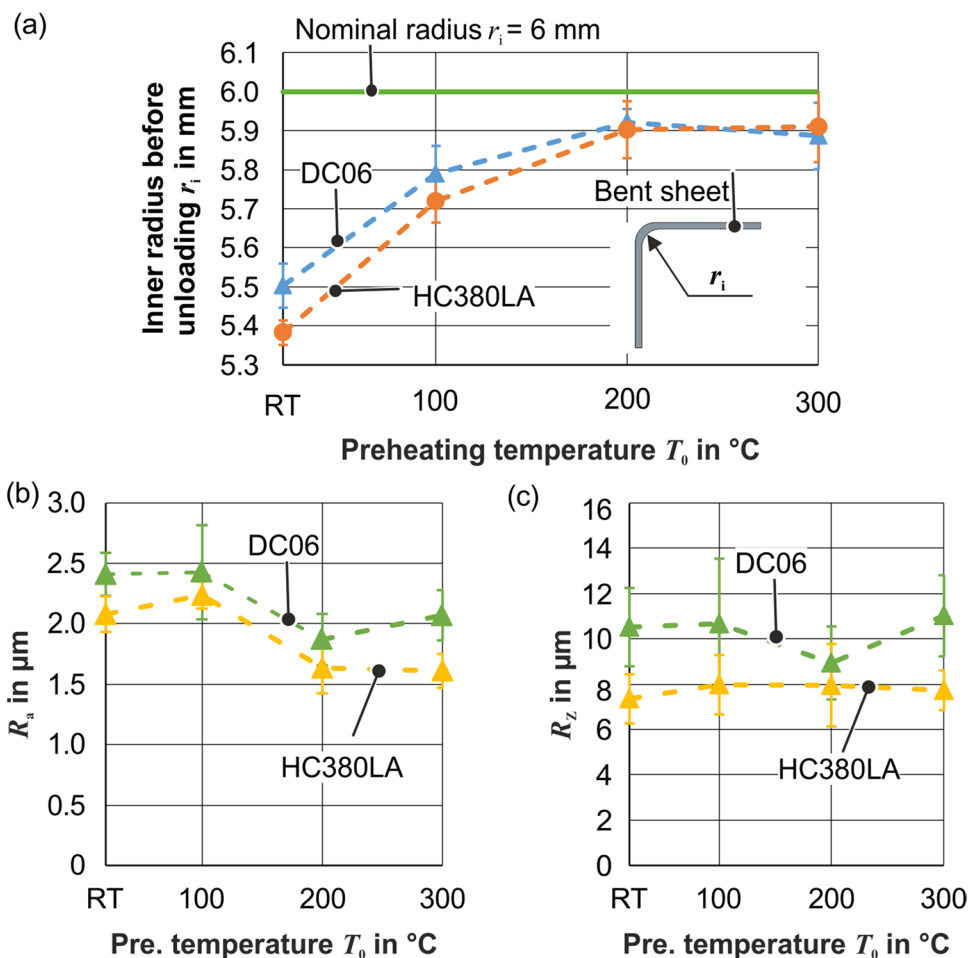 (a)
Nominal radius ri = 6 mm
6.1
6.0
5.9
5.8
5.7
5.6
5.5
5.4
5.3
Inner radius before
unloading ri in mm
DC06
HC380LA
Bent sheet
ri
RT 100 200 300
Preheating temperature T0 in °C
(b)
3.0
2.5
2.0
1.5
1.0
0.5
0
Ra in µm
DC06
HC380LA
RT 100 200 300
Pre. temperature T0 in °C
(c)
16
14
12
10
8
6
4
2
0
RZ in µm
DC06
HC380LA
RT 100 200 300
Pre. temperature T0 in °C